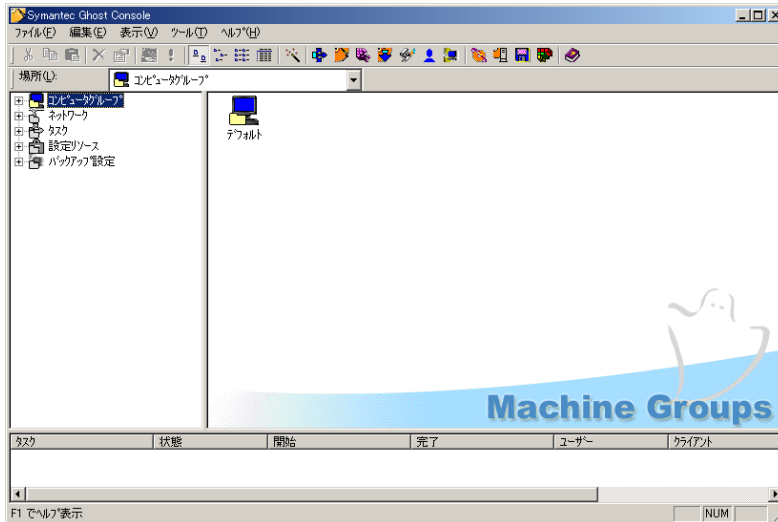 Symantec Ghost Console
ファイル(F) 編集(E) 表示(V) ツール(T) ヘルプ(H)
場所(L): コンピュータグループ
コンピュータグループ
ネットワーク
タスク
設定リソース
バックアップ設定
デフォルト
Machine Groups
タスク 状態 開始 完了 ユーザー クライアント
F1 でヘルプ表示 NUM